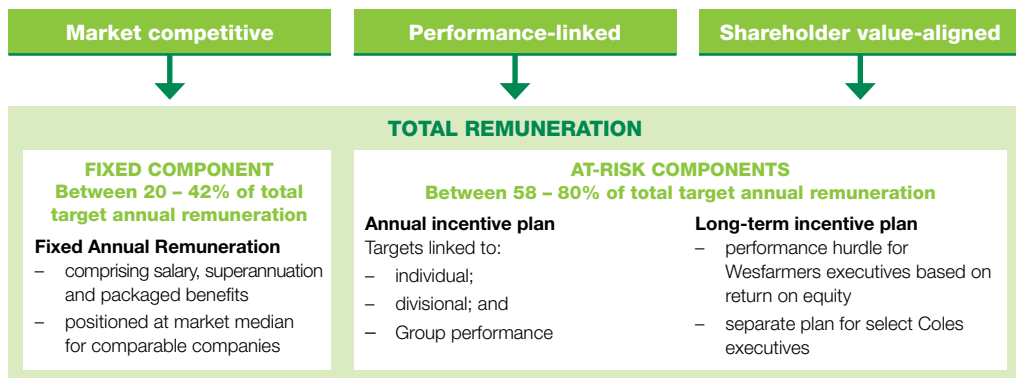 Market competitive
Performance-linked
Shareholder value-aligned
TOTAL REMUNERATION
FIXED COMPONENT
Between 20 – 42% of total
target annual remuneration
Fixed Annual Remuneration
– comprising salary, superannuation
and packaged benefits
– positioned at market median
for comparable companies
AT-RISK COMPONENTS
Between 58 – 80% of total target annual remuneration
Annual incentive plan
Targets linked to:
– individual;
– divisional; and
– Group performance
Long-term incentive plan
– performance hurdle for
Wesfarmers executives based on
return on equity
– separate plan for select Coles
executives